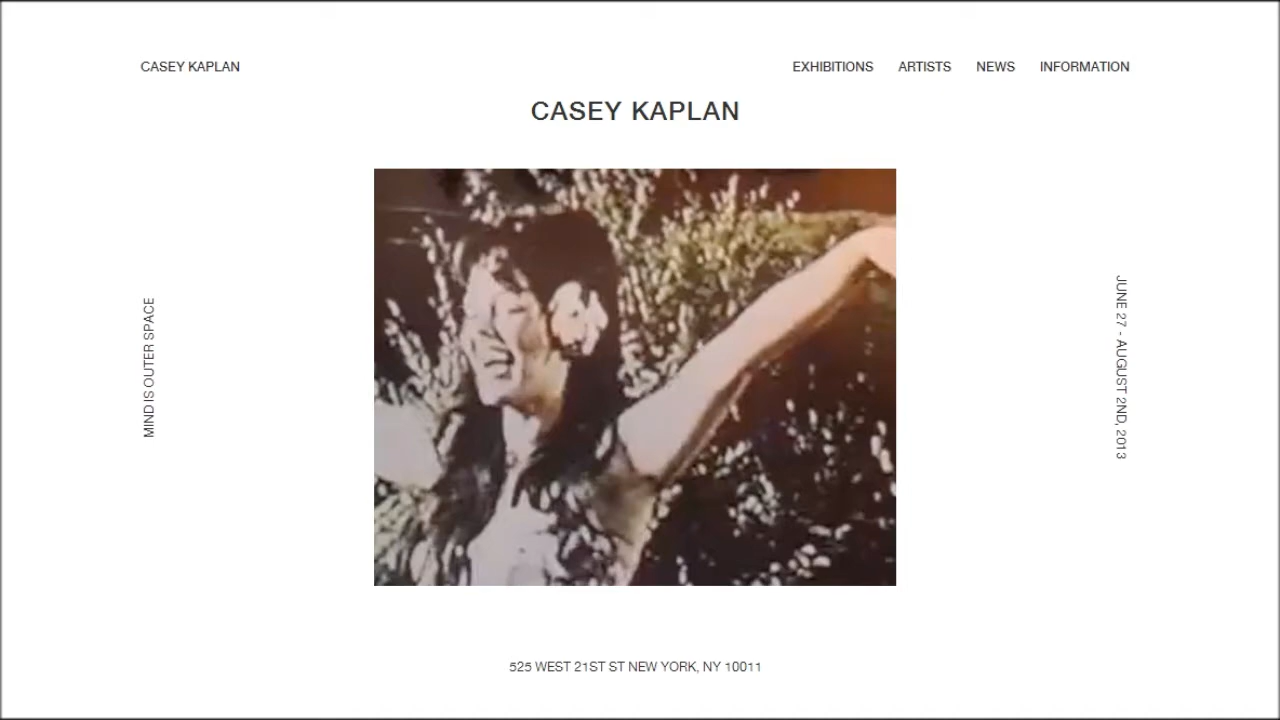 CASEY KAPLAN
EXHIBITIONS ARTISTS NEWS INFORMATION
CASEY KAPLAN
MIND IS OUTER SPACE
JUNE 27 - AUGUST 2ND, 2013
525 WEST 21ST ST NEW YORK, NY 10011